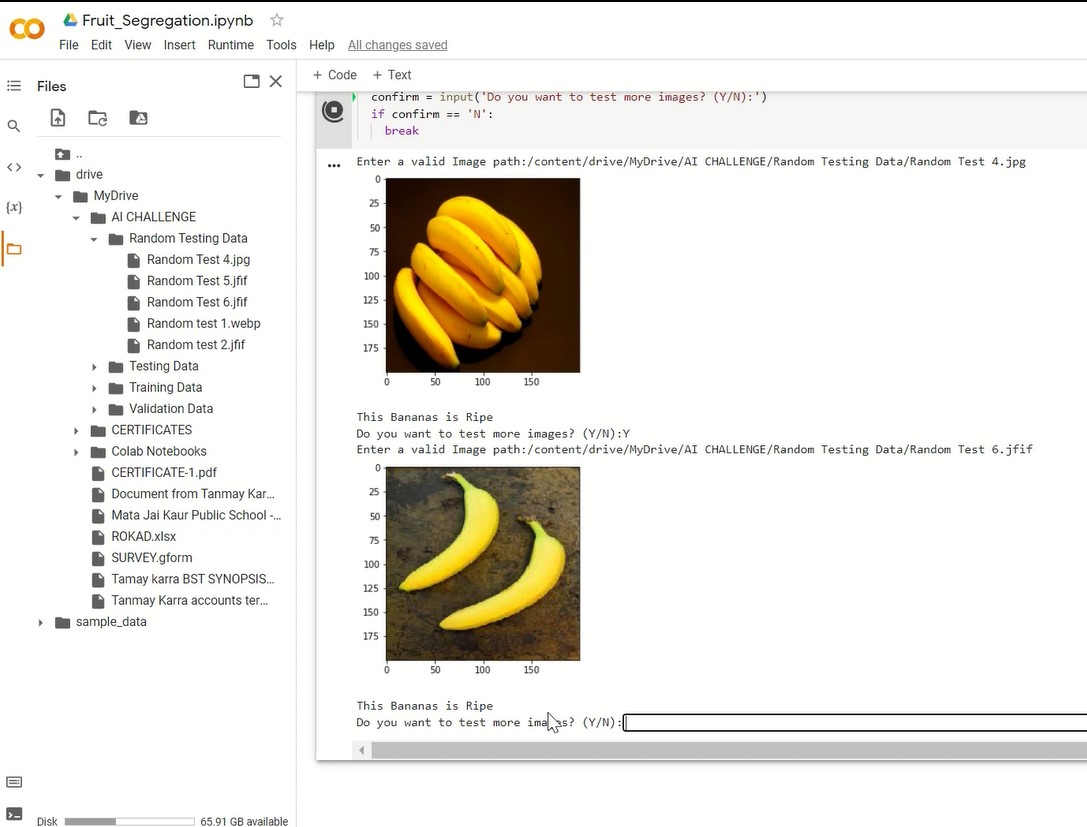 Fruit_Segregation.ipynb
File Edit View Insert Runtime Tools Help All changes saved
Files
+ Code + Text
..
drive
MyDrive
AI CHALLENGE
Random Testing Data
Random Test 4.jpg
Random Test 5.jfif
Random Test 6.jfif
Random test 1.webp
Random test 2.jfif
Testing Data
Training Data
Validation Data
CERTIFICATES
Colab Notebooks
CERTIFICATE-1.pdf
Document from Tanmay Kar...
Mata Jai Kaur Public School -...
ROKAD.xlsx
SURVEY.gform
Tamay karra BST SYNOPSIS...
Tanmay Karra accounts ter...
sample_data
Disk 65.91 GB available
confirm = input('Do you want to test more images? (Y/N):')
if confirm == 'N':
break
Enter a valid Image path:/content/drive/MyDrive/AI CHALLENGE/Random Testing Data/Random Test 4.jpg
0
25
50
75
100
125
150
175
0 50 100 150
This Bananas is Ripe
Do you want to test more images? (Y/N):Y
Enter a valid Image path:/content/drive/MyDrive/AI CHALLENGE/Random Testing Data/Random Test 6.jfif
0
25
50
75
100
125
150
175
0 50 100 150
This Bananas is Ripe
Do you want to test more images? (Y/N):